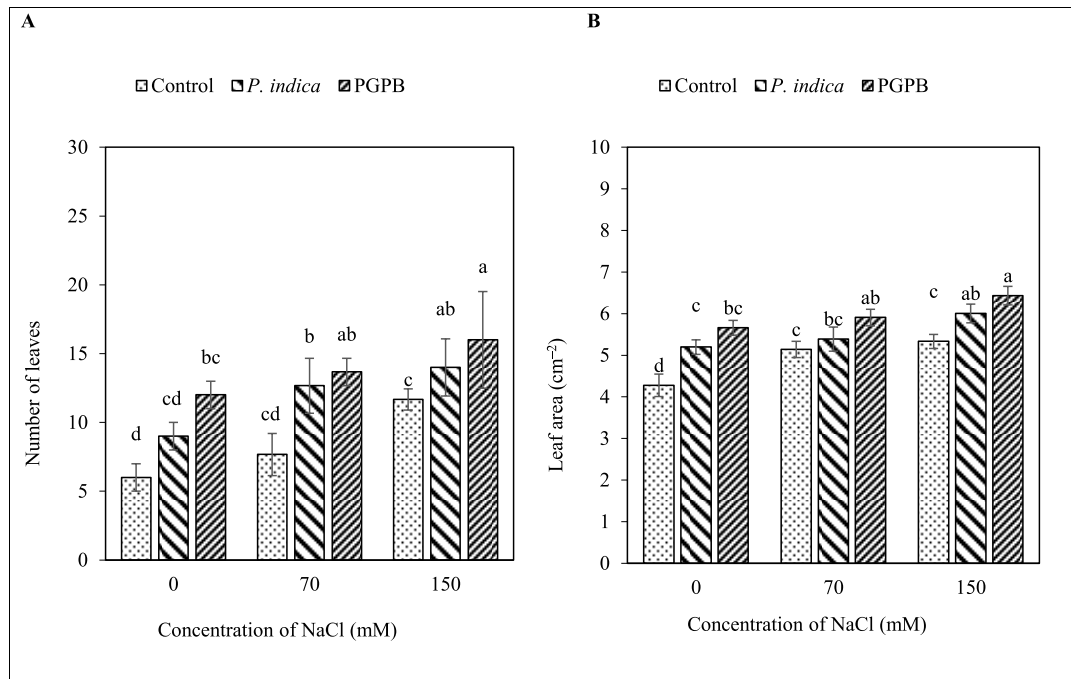 A
Control P. indica PGPB
Number of leaves
30
25
20
15
10
5
0
d
cd
bc
cd
b
ab
c
ab
a
0 70 150
Concentration of NaCl (mM)
B
Control P. indica PGPB
Leaf area (cm⁻²)
10
9
8
7
6
5
4
3
2
1
0
d
c
bc
c
bc
ab
c
ab
a
0 70 150
Concentration of NaCl (mM)